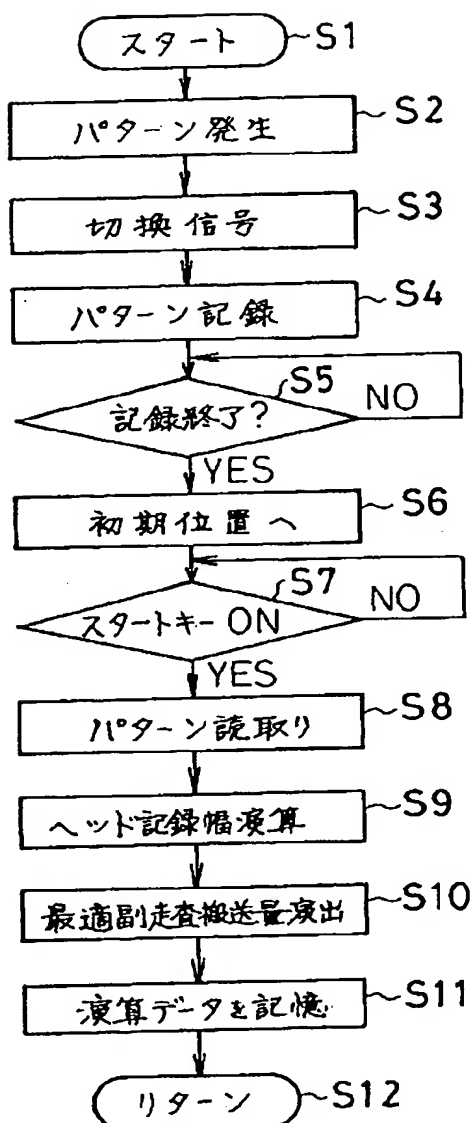 スタート S1
パターン発生 S2
切換信号 S3
パターン記録 S4
S5
記録終了? NO
YES
初期位置へ S6
S7
スタートキーON NO
YES
パターン読取り S8
ヘッド記録幅演算 S9
最適副走査搬送量演出 S10
演算データを記憶 S11
リターン S12